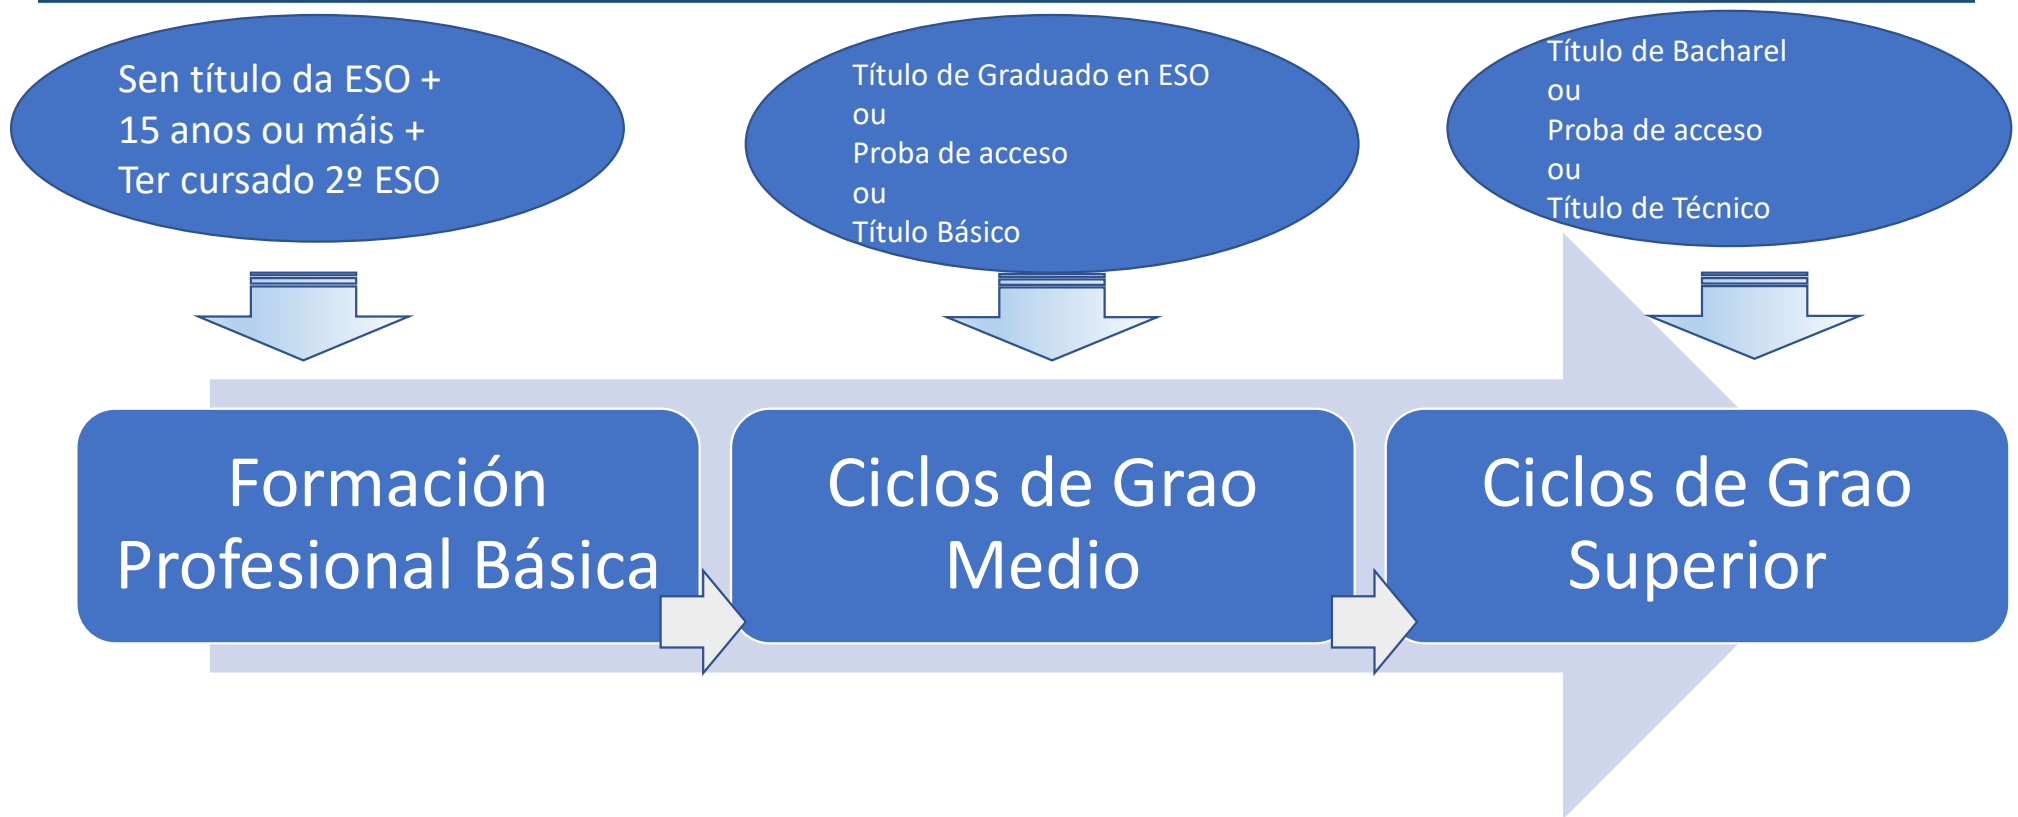 Sen título da ESO +
15 anos ou máis +
Ter cursado 2º ESO
Título de Graduado en ESO
ou
Proba de acceso
ou
Título Básico
Título de Bacharel
ou
Proba de acceso
ou
Título de Técnico
Formación
Profesional Básica
Ciclos de Grao
Medio
Ciclos de Grao
Superior